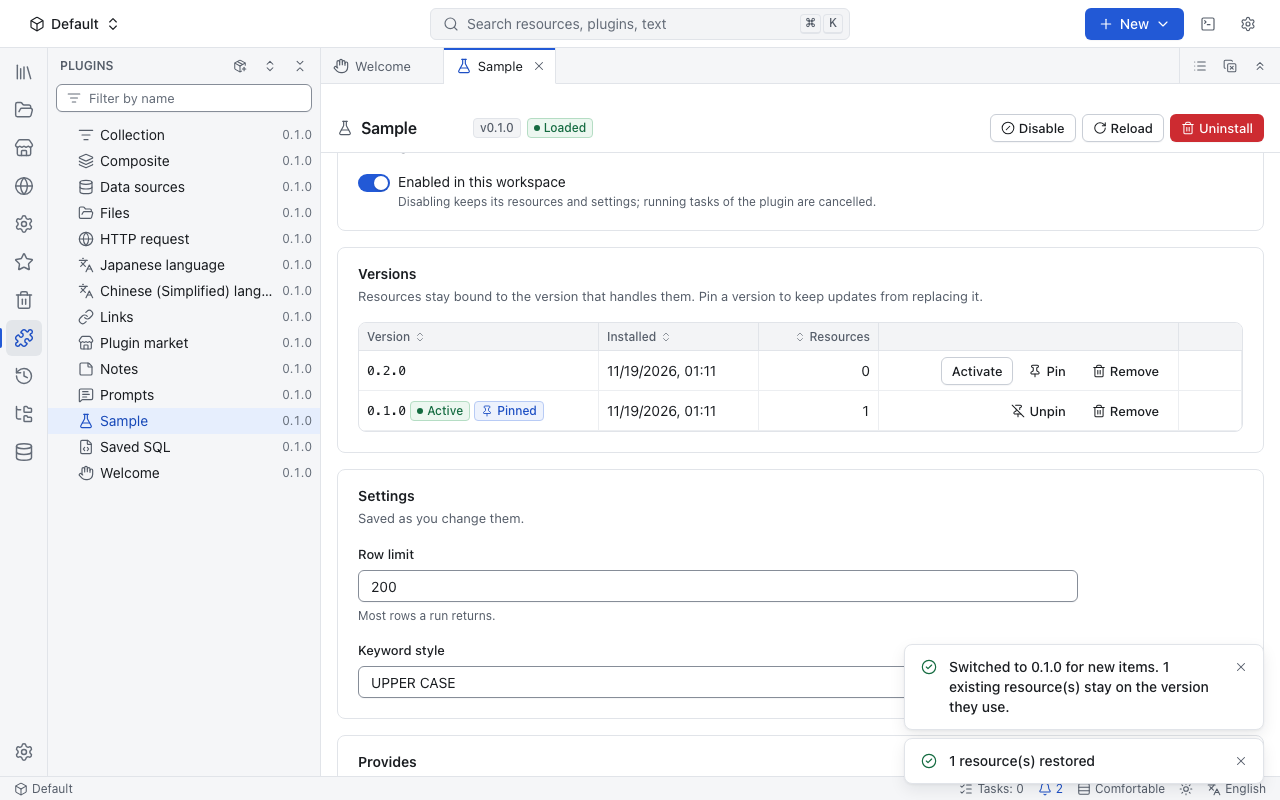 Default
Search resources, plugins, text
⌘ K
New
PLUGINS
Welcome
Sample
Filter by name
Collection 0.1.0
Composite 0.1.0
Data sources 0.1.0
Files 0.1.0
HTTP request 0.1.0
Japanese language 0.1.0
Chinese (Simplified) lang... 0.1.0
Links 0.1.0
Plugin market 0.1.0
Notes 0.1.0
Prompts 0.1.0
Sample 0.1.0
Saved SQL 0.1.0
Welcome 0.1.0
Sample v0.1.0 Loaded
Disable Reload Uninstall
Enabled in this workspace
Disabling keeps its resources and settings; running tasks of the plugin are cancelled.
Versions
Resources stay bound to the version that handles them. Pin a version to keep updates from replacing it.
Version Installed Resources
0.2.0 11/19/2026, 01:11 0 Activate Pin Remove
0.1.0 Active Pinned 11/19/2026, 01:11 1 Unpin Remove
Settings
Saved as you change them.
Row limit
200
Most rows a run returns.
Keyword style
UPPER CASE
Provides
Switched to 0.1.0 for new items. 1
existing resource(s) stay on the version
they use.
1 resource(s) restored
Default
Tasks: 0 2 Comfortable English